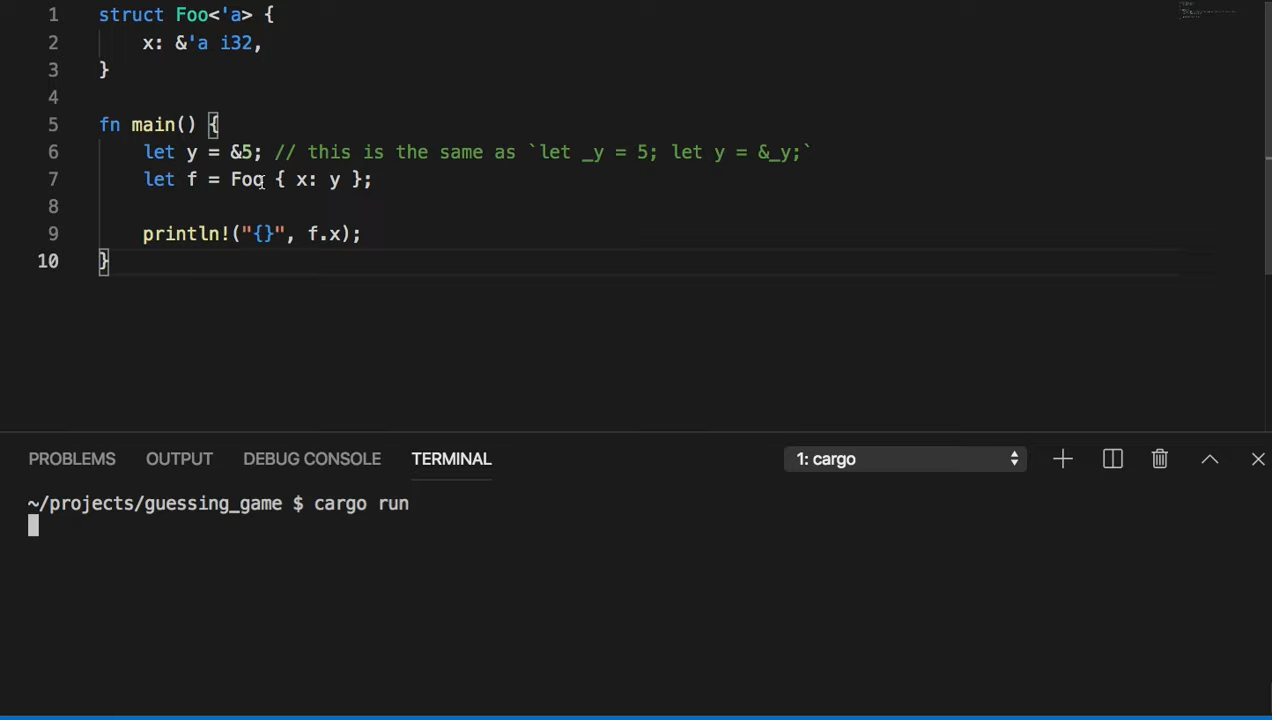 1 struct Foo<'a> {
2     x: &'a i32,
3 }
4
5 fn main() {
6     let y = &5; // this is the same as `let _y = 5; let y = &_y;`
7     let f = Foo { x: y };
8
9     println!("{}", f.x);
10 }
PROBLEMS OUTPUT DEBUG CONSOLE TERMINAL 1: cargo
~/projects/guessing_game $ cargo run